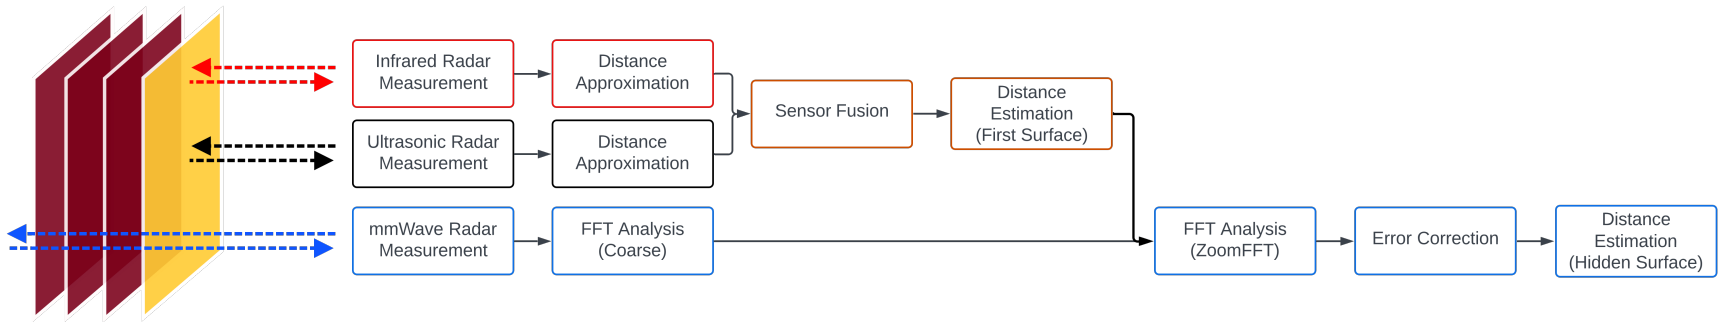 Infrared Radar
Measurement
Distance
Approximation
Sensor Fusion
Distance
Estimation
(First Surface)
Ultrasonic Radar
Measurement
Distance
Approximation
mmWave Radar
Measurement
FFT Analysis
(Coarse)
FFT Analysis
(ZoomFFT)
Error Correction
Distance
Estimation
(Hidden Surface)